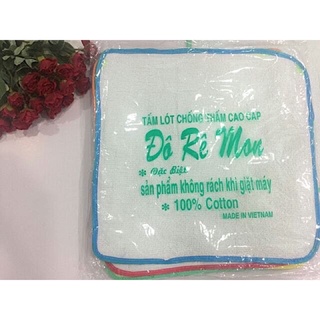 TẤM LÓT CHỐNG THẤM CAO CẤP
Đô Rê Mon
* Đặc Biệt
sản phẩm không rách khi giặt máy
* 100% Cotton
MADE IN VIETNAM